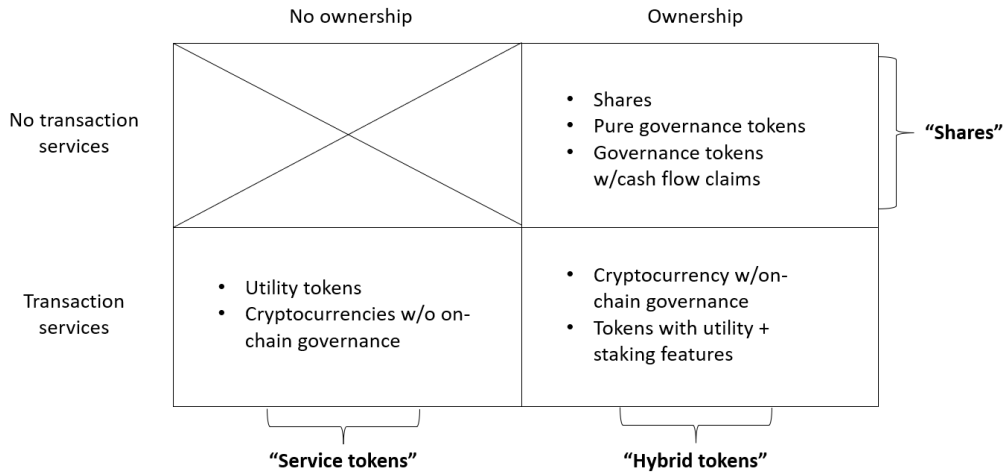 No ownership
Ownership
No transaction
services
• Shares
• Pure governance tokens
• Governance tokens
w/cash flow claims
“Shares”
Transaction
services
• Utility tokens
• Cryptocurrencies w/o on-
chain governance
• Cryptocurrency w/on-
chain governance
• Tokens with utility +
staking features
“Service tokens”
“Hybrid tokens”